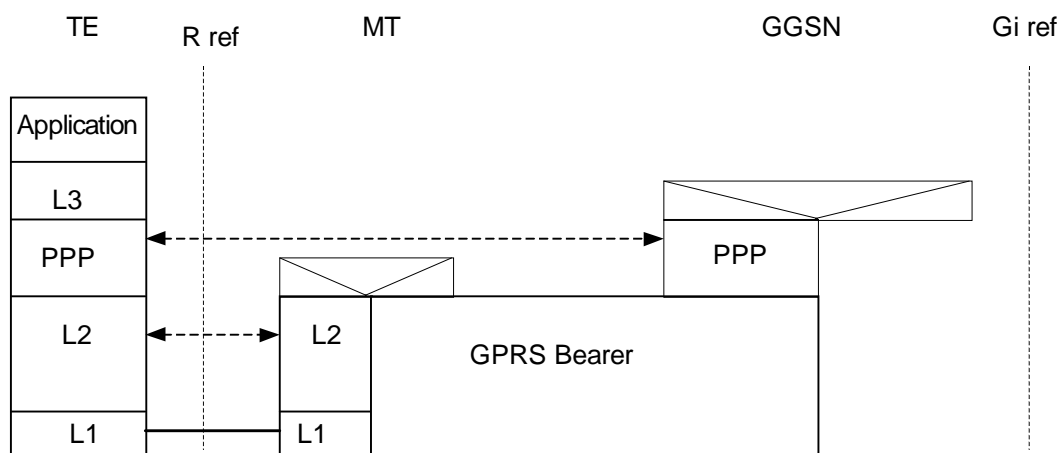 TE
R ref
MT
GGSN
Gi ref
Application
L3
PPP
PPP
L2
L2
GPRS Bearer
L1
L1